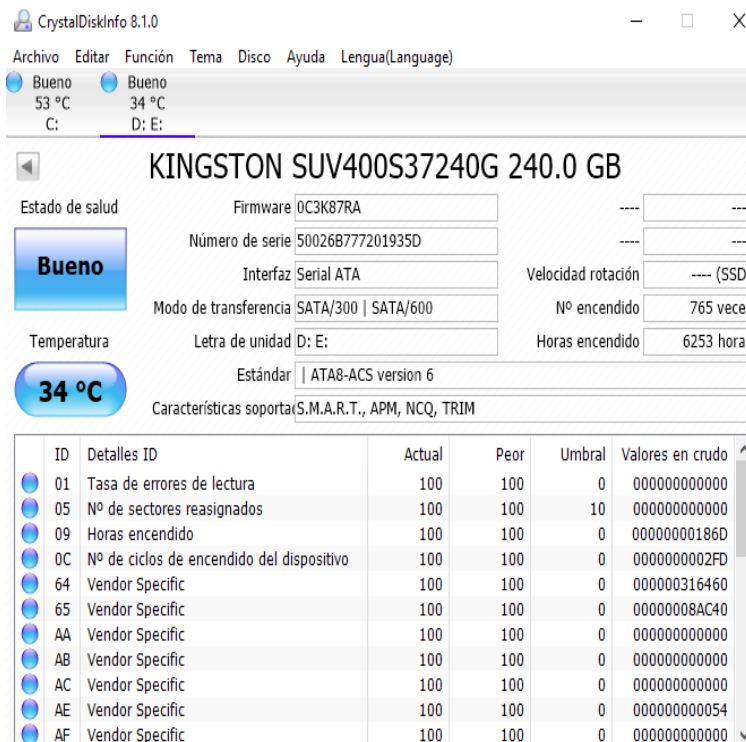 CrystalDiskInfo 8.1.0
Archivo Editar Función Tema Disco Ayuda Lengua(Language)
Bueno Bueno
53 °C 34 °C
C: D: E:
KINGSTON SUV400S37240G 240.0 GB
Estado de salud
Bueno
Temperatura
34 °C
Firmware 0C3K87RA ---- ---
Número de serie 50026B777201935D ---- ---
Interfaz Serial ATA Velocidad rotación ---- (SSD
Modo de transferencia SATA/300 | SATA/600 Nº encendido 765 vece
Letra de unidad D: E: Horas encendido 6253 hora
Estándar | ATA8-ACS version 6
Características soporta S.M.A.R.T., APM, NCQ, TRIM
ID Detalles ID Actual Peor Umbral Valores en crudo
01 Tasa de errores de lectura 100 100 0 000000000000
05 Nº de sectores reasignados 100 100 10 000000000000
09 Horas encendido 100 100 0 00000000186D
0C Nº de ciclos de encendido del dispositivo 100 100 0 0000000002FD
64 Vendor Specific 100 100 0 000000316460
65 Vendor Specific 100 100 0 00000008AC40
AA Vendor Specific 100 100 0 000000000000
AB Vendor Specific 100 100 0 000000000000
AC Vendor Specific 100 100 0 000000000000
AE Vendor Specific 100 100 0 000000000054
AF Vendor Specific 100 100 0 000000000000